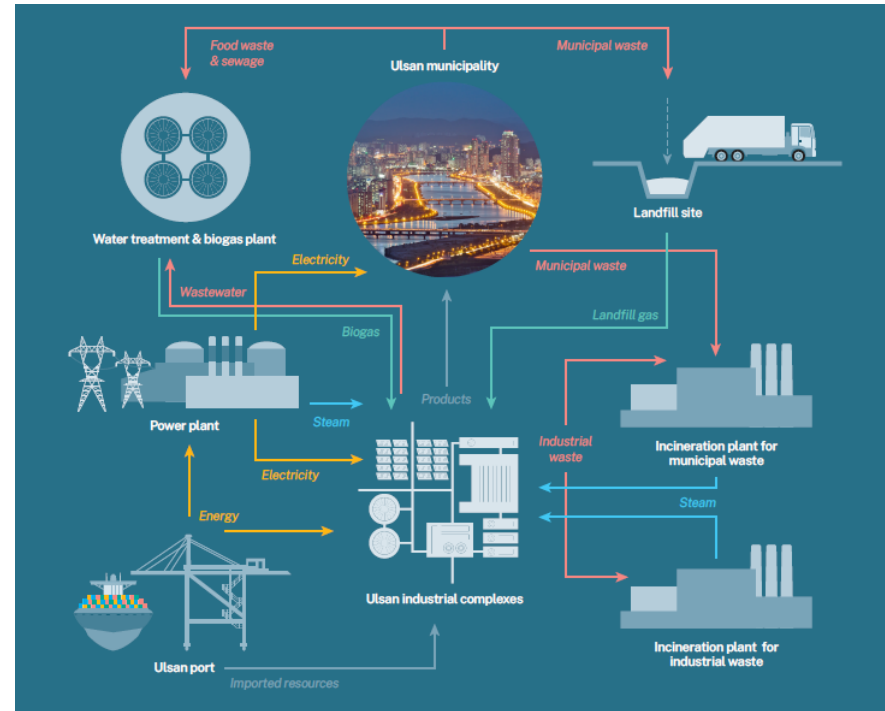 Food waste
& sewage
Ulsan municipality
Municipal waste
Water treatment & biogas plant
Landfill site
Electricity
Municipal waste
Wastewater
Biogas
Landfill gas
Power plant
Steam
Products
Electricity
Industrial
waste
Incineration plant for
municipal waste
Energy
Steam
Ulsan industrial complexes
Ulsan port
Imported resources
Incineration plant for
industrial waste